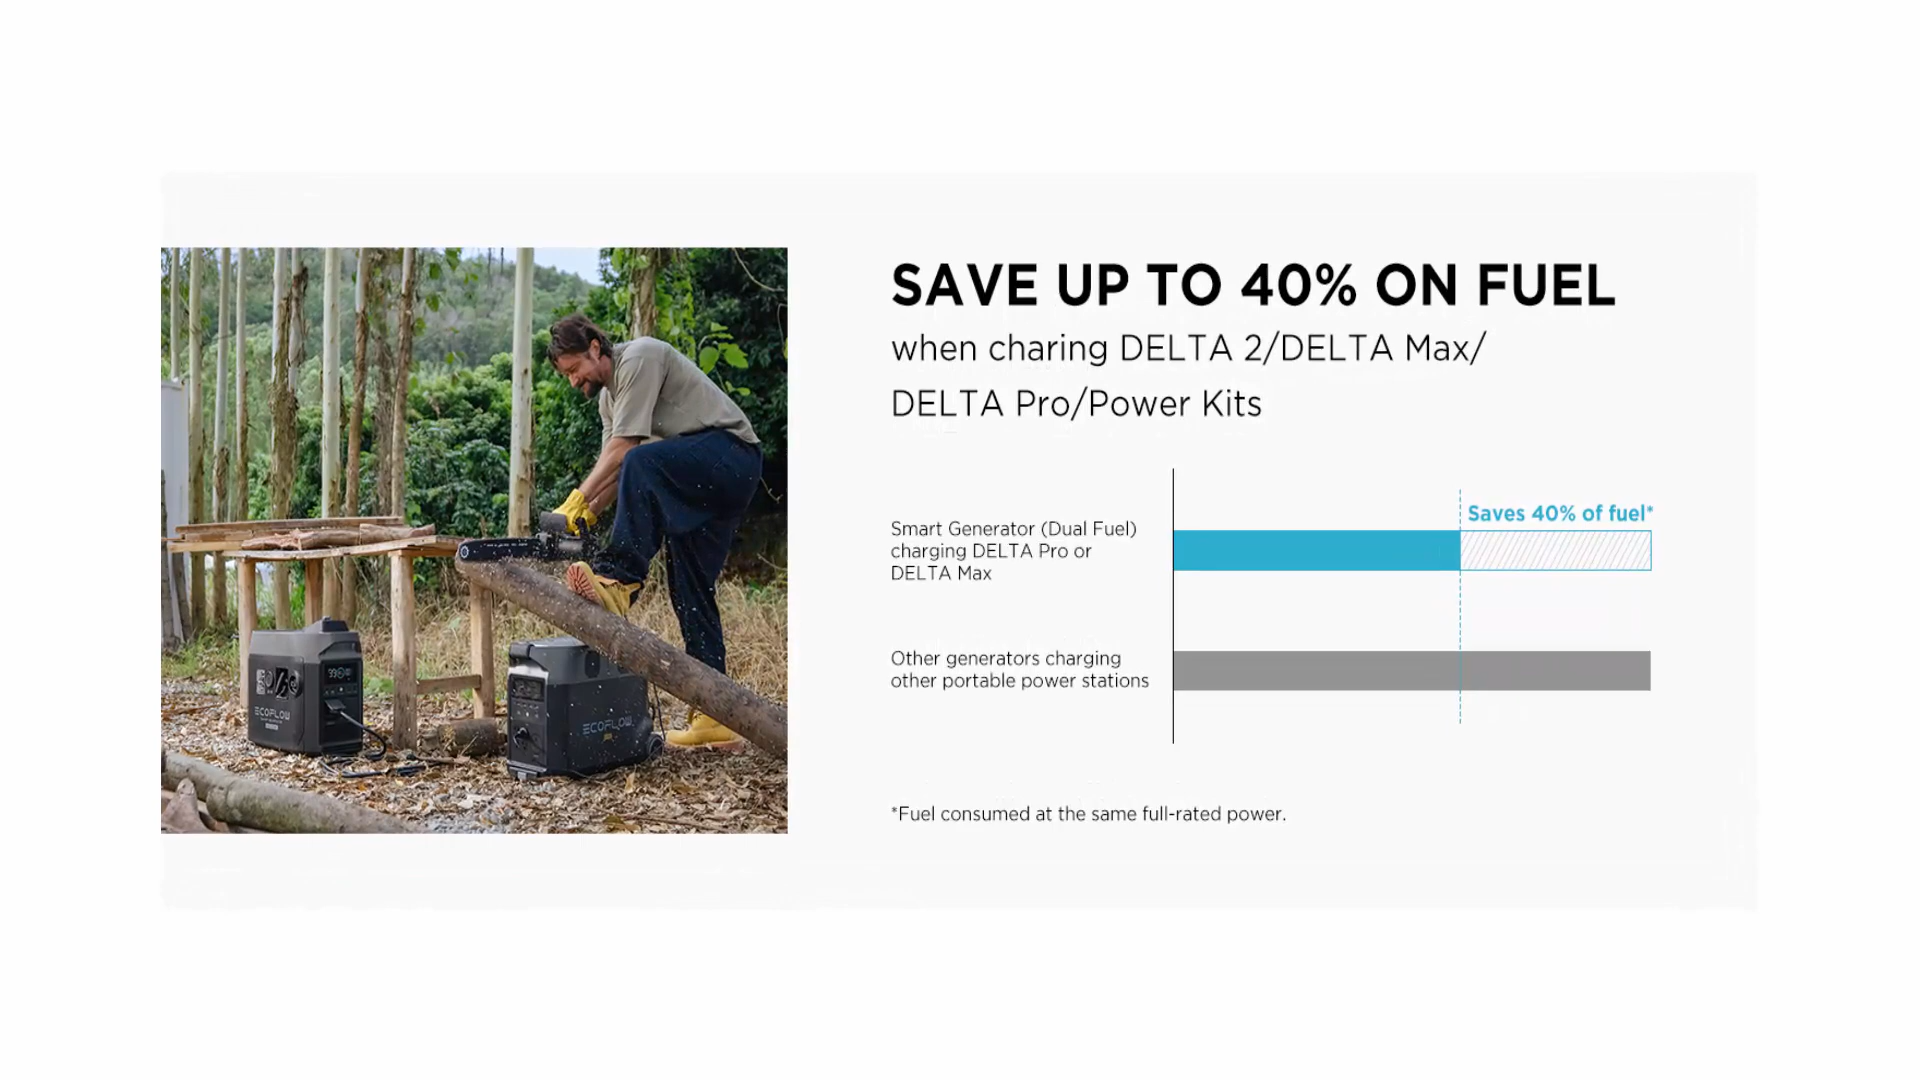 SAVE UP TO 40% ON FUEL
when charing DELTA 2/DELTA Max/
DELTA Pro/Power Kits
Saves 40% of fuel*
Smart Generator (Dual Fuel)
charging DELTA Pro or
DELTA Max
Other generators charging
other portable power stations
*Fuel consumed at the same full-rated power.
ECOFLOW
ECOFLOW